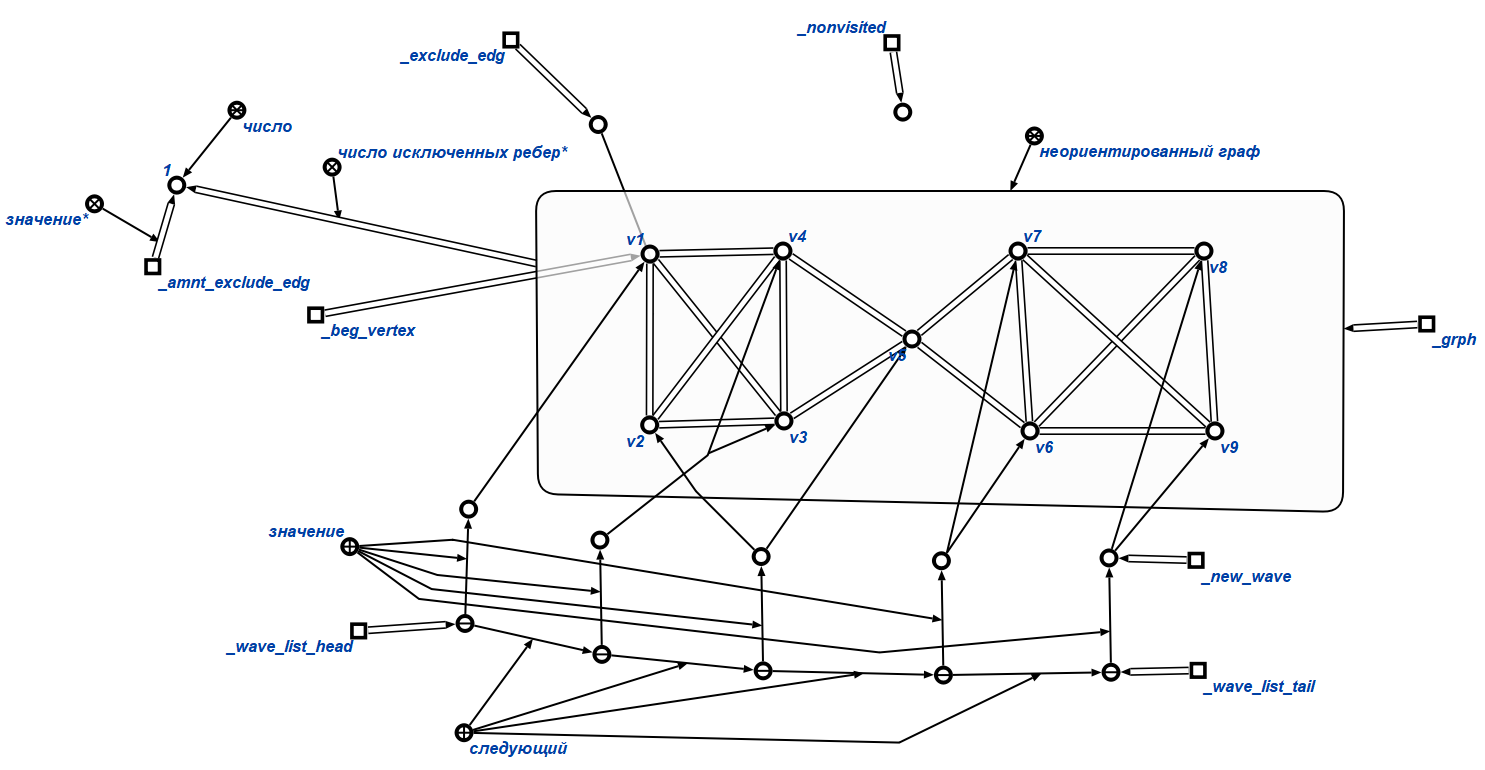 _nonvisited
_exclude_edg
число
число исключенных ребер*
неориентированный граф
1
значение*
_amnt_exclude_edg
_beg_vertex
v1
v4
v7
v8
_grph
v5
v2
v3
v6
v9
значение
_new_wave
_wave_list_head
_wave_list_tail
следующий